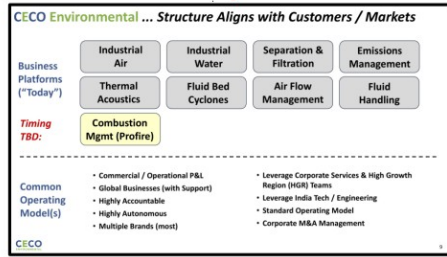 CECO Environmental ... Structure Aligns with Customers / Markets
Business
Platforms
("Today")
Industrial
Air
Industrial
Water
Separation &
Filtration
Emissions
Management
Thermal
Acoustics
Fluid Bed
Cyclones
Air Flow
Management
Fluid
Handling
Timing
TBD:
Combustion
Mgmt (Profire)
Common
Operating
Model(s)
• Commercial / Operational P&L
• Global Businesses (with Support)
• Highly Accountable
• Highly Autonomous
• Multiple Brands (most)
• Leverage Corporate Services & High Growth
Region (HGR) Teams
• Leverage India Tech / Engineering
• Standard Operating Model
• Corporate M&A Management
CECO
9